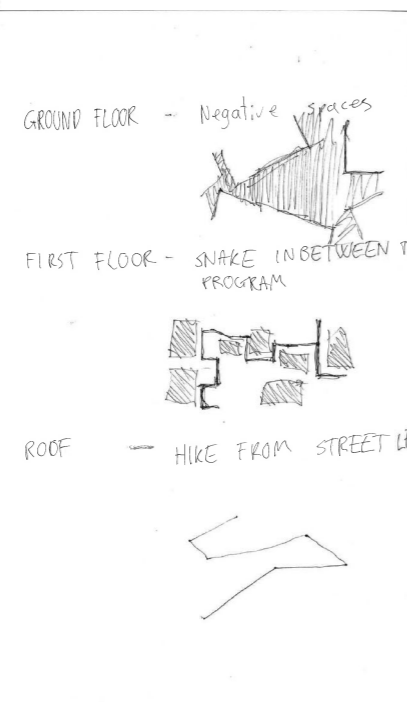 GROUND FLOOR - Negative spaces
FIRST FLOOR - SNAKE INBETWEEN
PROGRAM
ROOF — HIKE FROM STREET